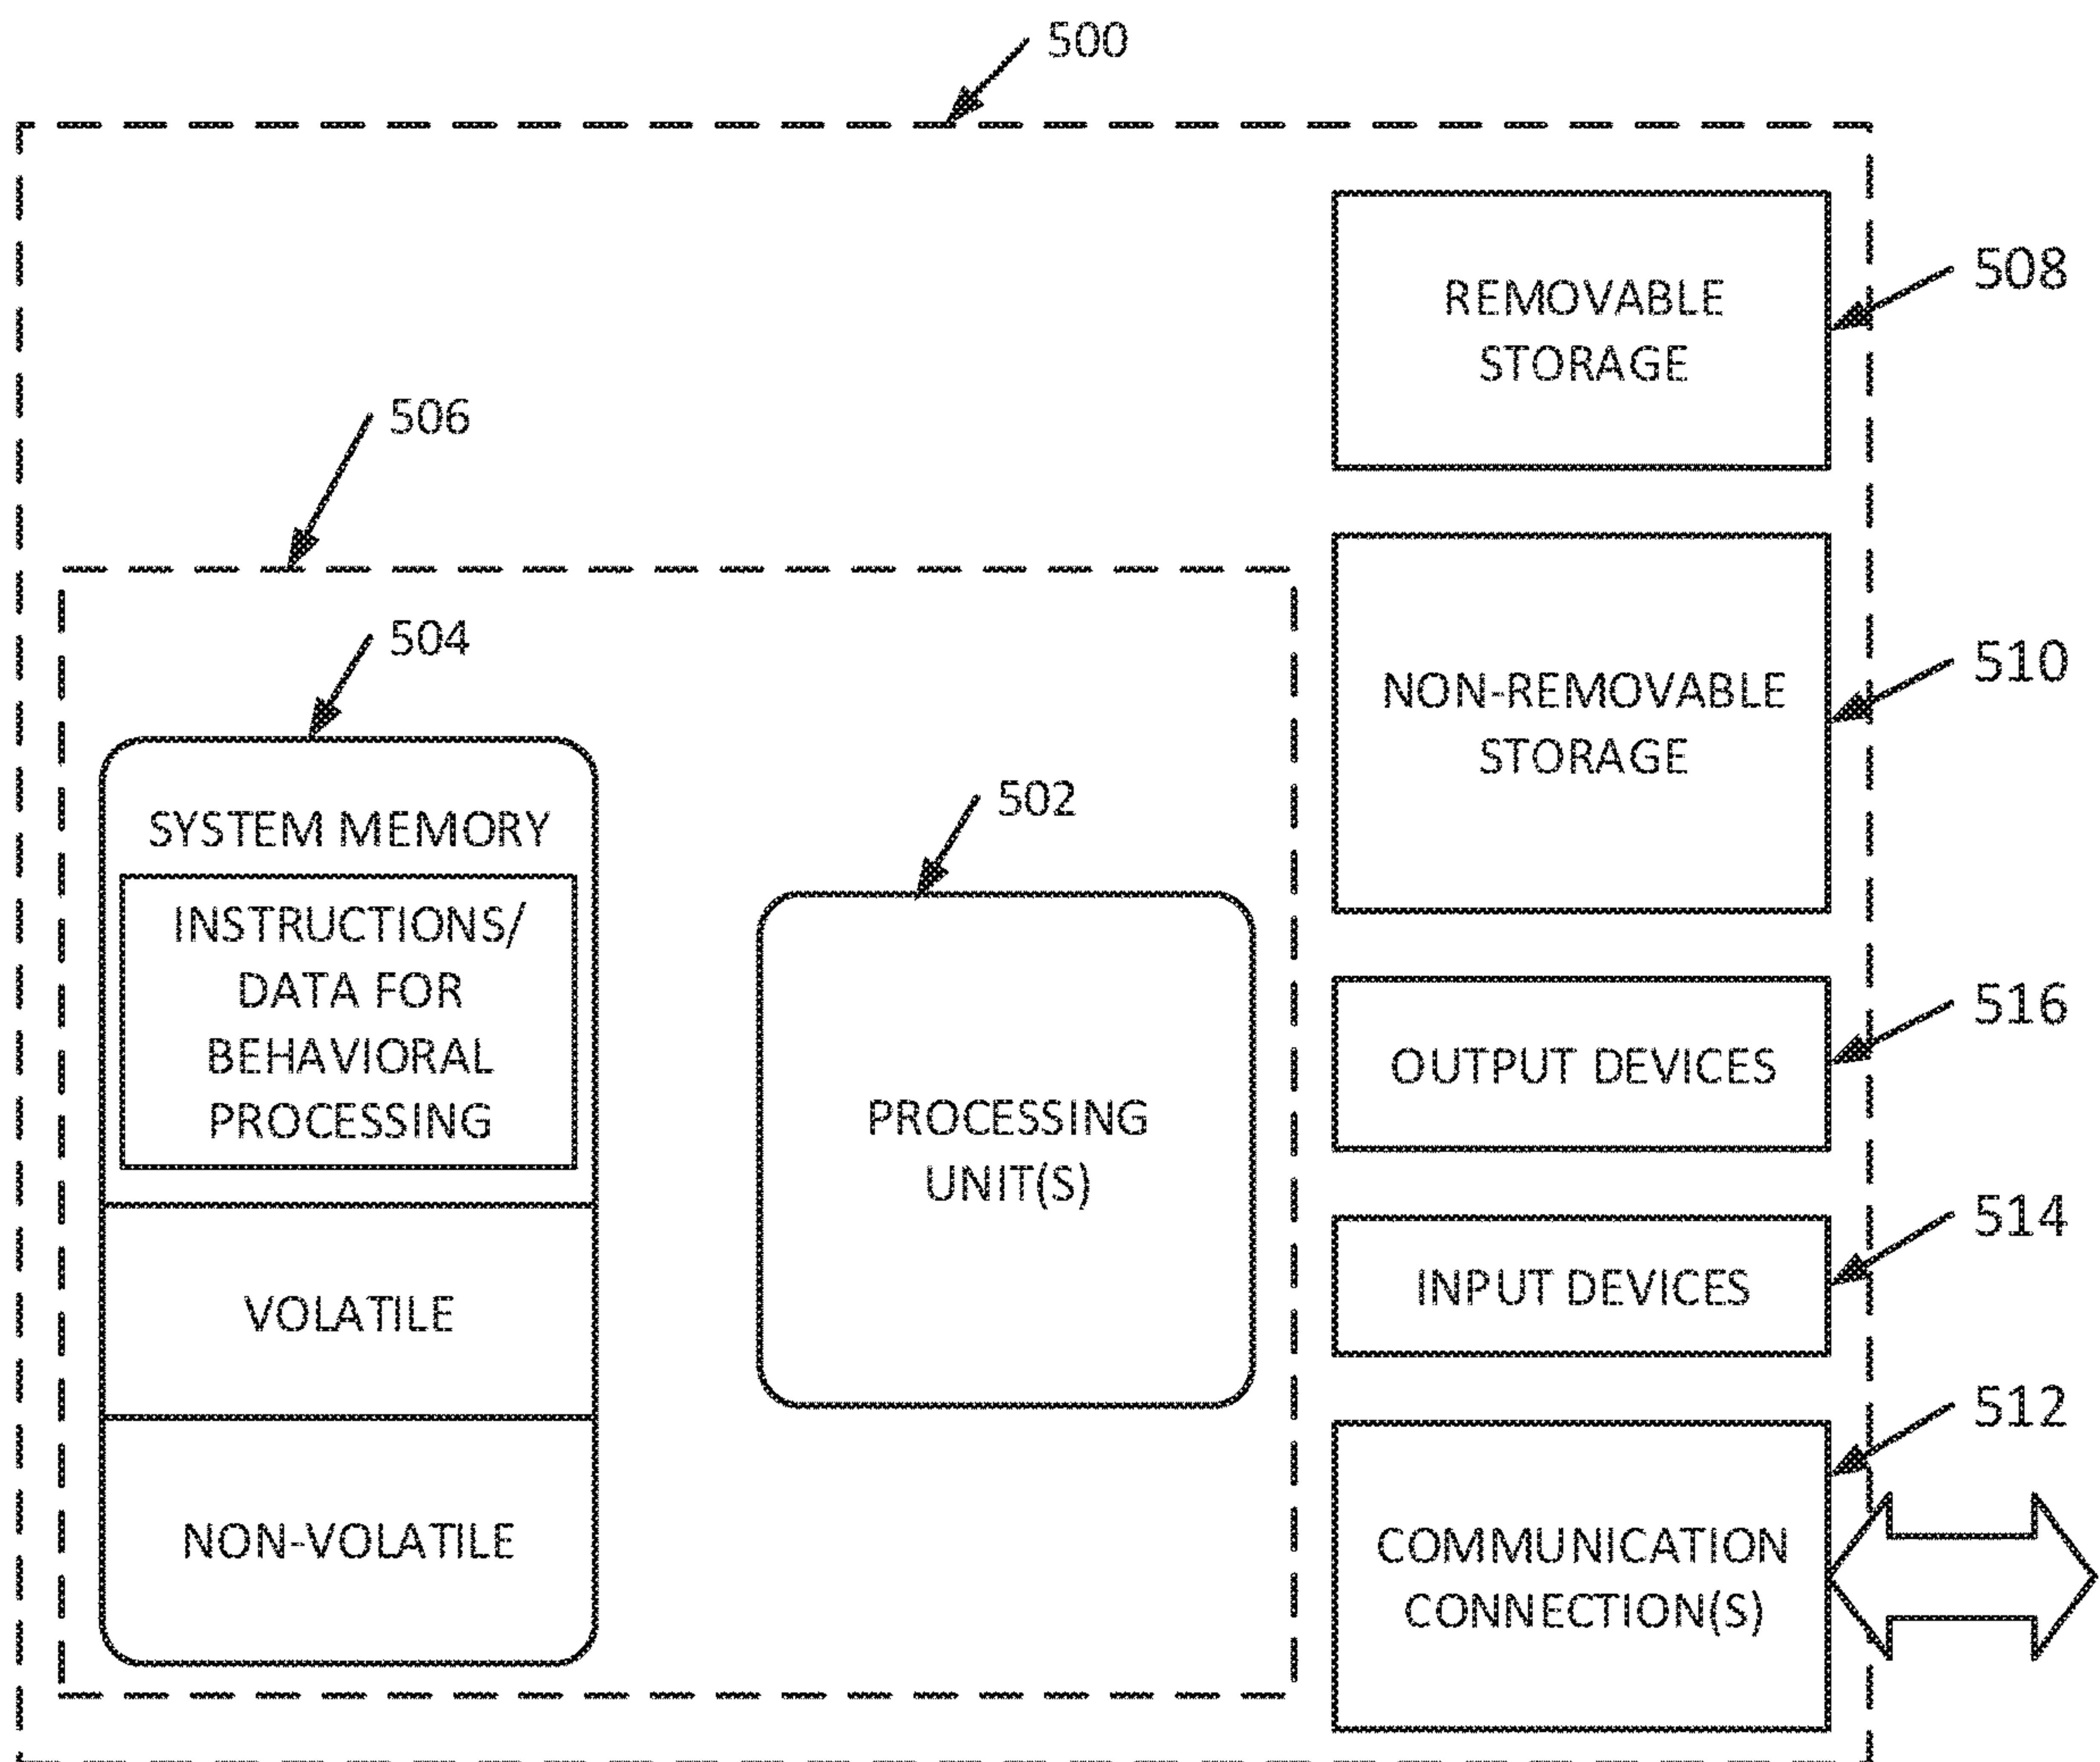 500
REMOVABLE
STORAGE
508
506
NON-REMOVABLE
STORAGE
510
504
SYSTEM MEMORY
INSTRUCTIONS/
DATA FOR
BEHAVIORAL
PROCESSING
VOLATILE
NON-VOLATILE
502
PROCESSING
UNIT(S)
OUTPUT DEVICES
516
INPUT DEVICES
514
COMMUNICATION
CONNECTION(S)
512